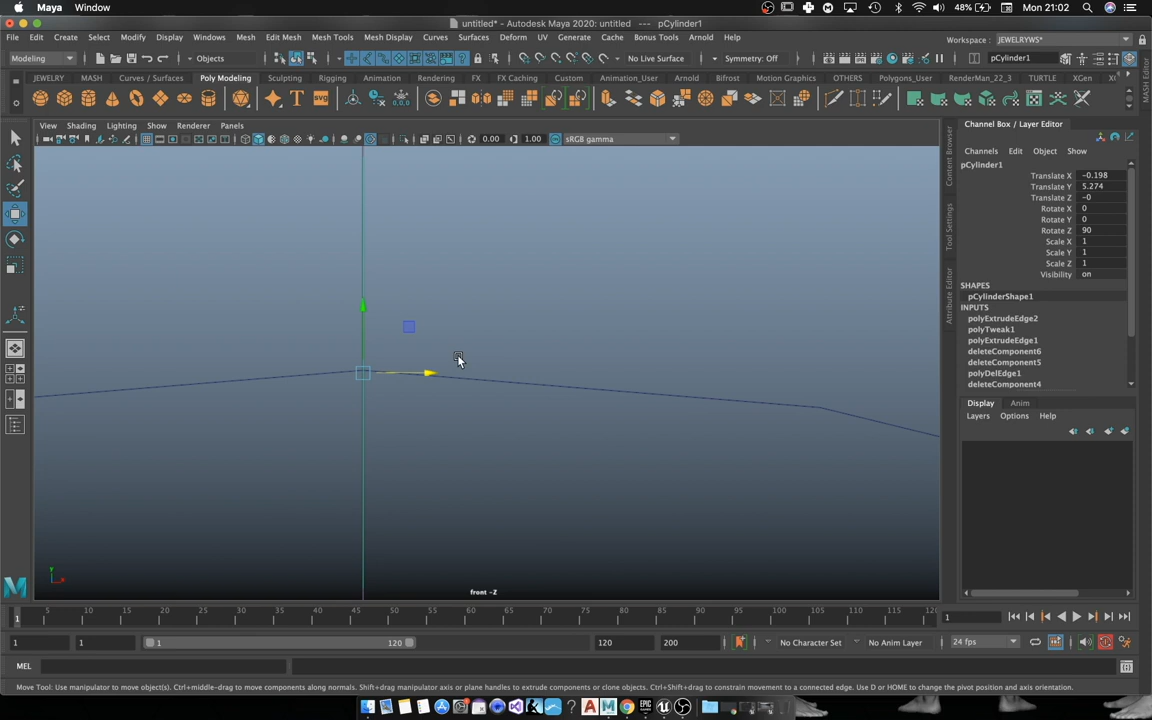 Maya Window 48% Mon 21:02
untitled* - Autodesk Maya 2020: untitled --- pCylinder1
File Edit Create Select Modify Display Windows Mesh Edit Mesh Mesh Tools Mesh Display Curves Surfaces Deform UV Generate Cache Bonus Tools Arnold Help Workspace: JEWELRYWS*
Modeling Objects No Live Surface Symmetry: Off pCylinder1
JEWELRY MASH Curves / Surfaces Poly Modeling Sculpting Rigging Animation Rendering FX FX Caching Custom Animation_User Arnold Bifrost Motion Graphics OTHERS Polygons_User RenderMan_22_3 TURTLE XGen
View Shading Lighting Show Renderer Panels
0.00 1.00 sRGB gamma
front -Z
Content Browser
Tool Settings
Attribute Editor
MASH Editor
Channel Box / Layer Editor
Channels Edit Object Show
pCylinder1
Translate X -0.198
Translate Y 5.274
Translate Z -0
Rotate X 0
Rotate Y 0
Rotate Z 90
Scale X 1
Scale Y 1
Scale Z 1
Visibility on
SHAPES
pCylinderShape1
INPUTS
polyExtrudeEdge2
polyTweak1
polyExtrudeEdge1
deleteComponent6
deleteComponent5
polyDelEdge1
deleteComponent4
Display Anim
Layers Options Help
5 10 15 20 25 30 35 40 45 50 55 60 65 70 75 80 85 90 95 100 105 110 115 120
1 1
1 1 1 120 120 200 No Character Set No Anim Layer 24 fps
MEL
Move Tool: Use manipulator to move object(s). Ctrl+middle-drag to move components along normals. Shift+drag manipulator axis or plane handles to extrude components or clone objects. Ctrl+Shift+drag to constrain movement to a connected edge. Use D or HOME to change the pivot position and axis orientation.